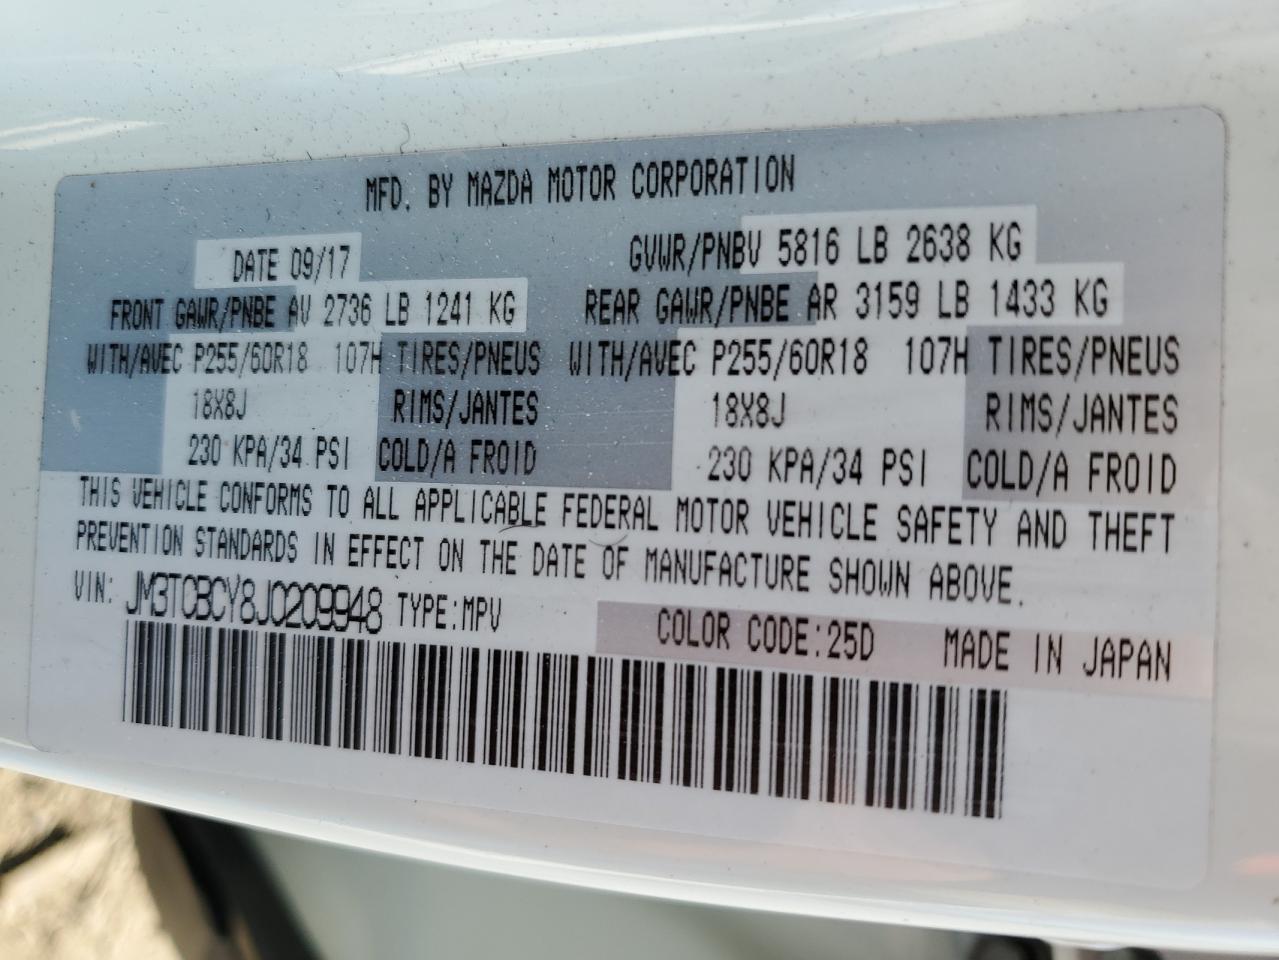 MFD. BY MAZDA MOTOR CORPORATION
DATE 09/17 GVWR/PNBV 5816 LB 2638 KG
FRONT GAWR/PNBE AV 2736 LB 1241 KG REAR GAWR/PNBE AR 3159 LB 1433 KG
WITH/AVEC P255/60R18 107H TIRES/PNEUS WITH/AVEC P255/60R18 107H TIRES/PNEUS
18X8J RIMS/JANTES 18X8J RIMS/JANTES
230 KPA/34 PSI COLD/A FROID 230 KPA/34 PSI COLD/A FROID
THIS VEHICLE CONFORMS TO ALL APPLICABLE FEDERAL MOTOR VEHICLE SAFETY AND THEFT
PREVENTION STANDARDS IN EFFECT ON THE DATE OF MANUFACTURE SHOWN ABOVE.
VIN: JM3TCBCY8J0209948 TYPE:MPV COLOR CODE:25D MADE IN JAPAN